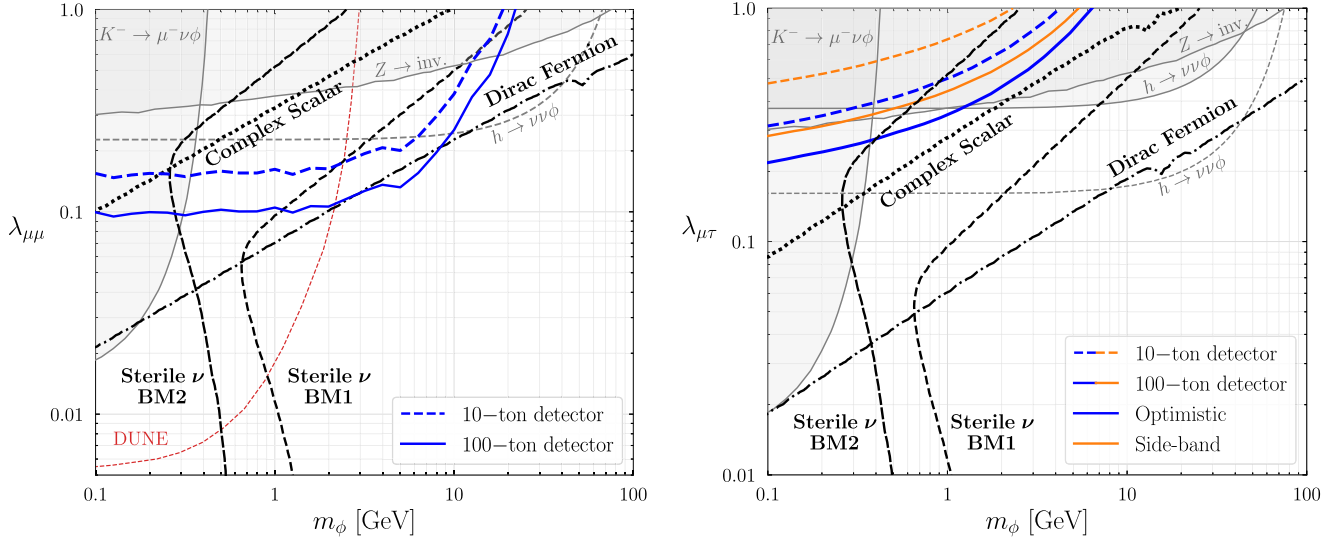 1.0
K⁻ → μ⁻νϕ
Z → inv.
Complex Scalar
Dirac Fermion
h → ννϕ
λμμ
0.1
0.01
Sterile ν
BM2
Sterile ν
BM1
DUNE
10−ton detector
100−ton detector
0.1
1
10
100
mϕ [GeV]
1.0
K⁻ → μ⁻νϕ
Z → inv.
h → ννϕ
Complex Scalar
Dirac Fermion
h → ννϕ
λμτ
0.1
0.01
Sterile ν
BM2
Sterile ν
BM1
10−ton detector
100−ton detector
Optimistic
Side-band
0.1
1
10
100
mϕ [GeV]